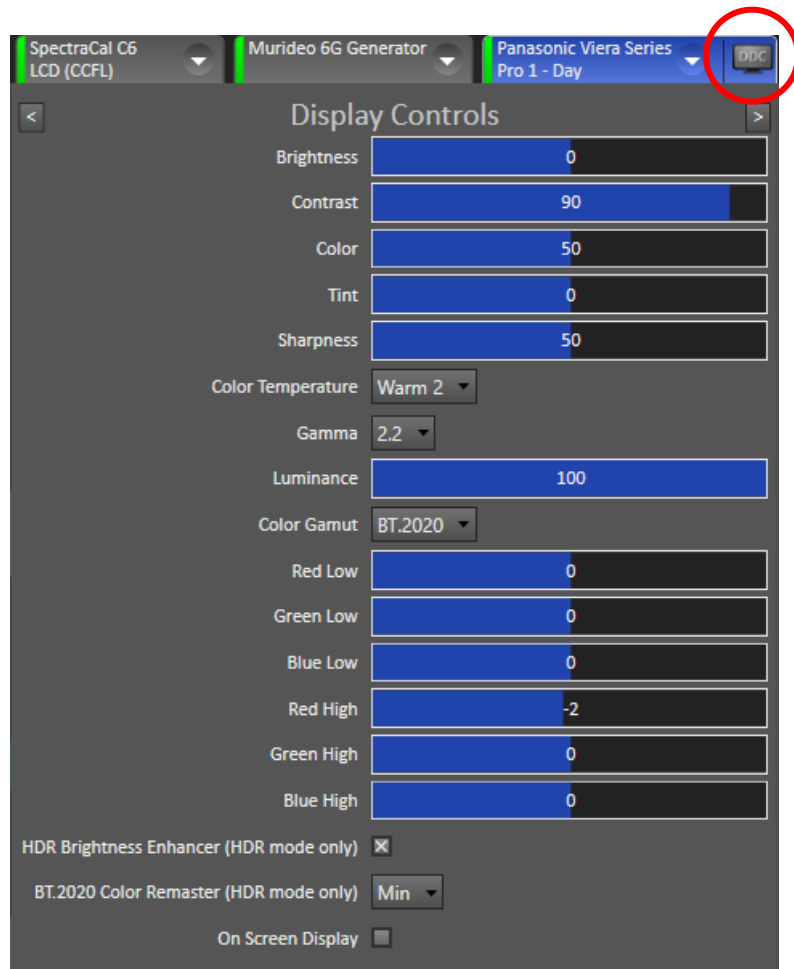 SpectraCal C6
LCD (CCFL)
Murideo 6G Generator
Panasonic Viera Series
Pro 1 - Day
DDC
< Display Controls >
Brightness 0
Contrast 90
Color 50
Tint 0
Sharpness 50
Color Temperature Warm 2
Gamma 2.2
Luminance 100
Color Gamut BT.2020
Red Low 0
Green Low 0
Blue Low 0
Red High -2
Green High 0
Blue High 0
HDR Brightness Enhancer (HDR mode only)
BT.2020 Color Remaster (HDR mode only) Min
On Screen Display